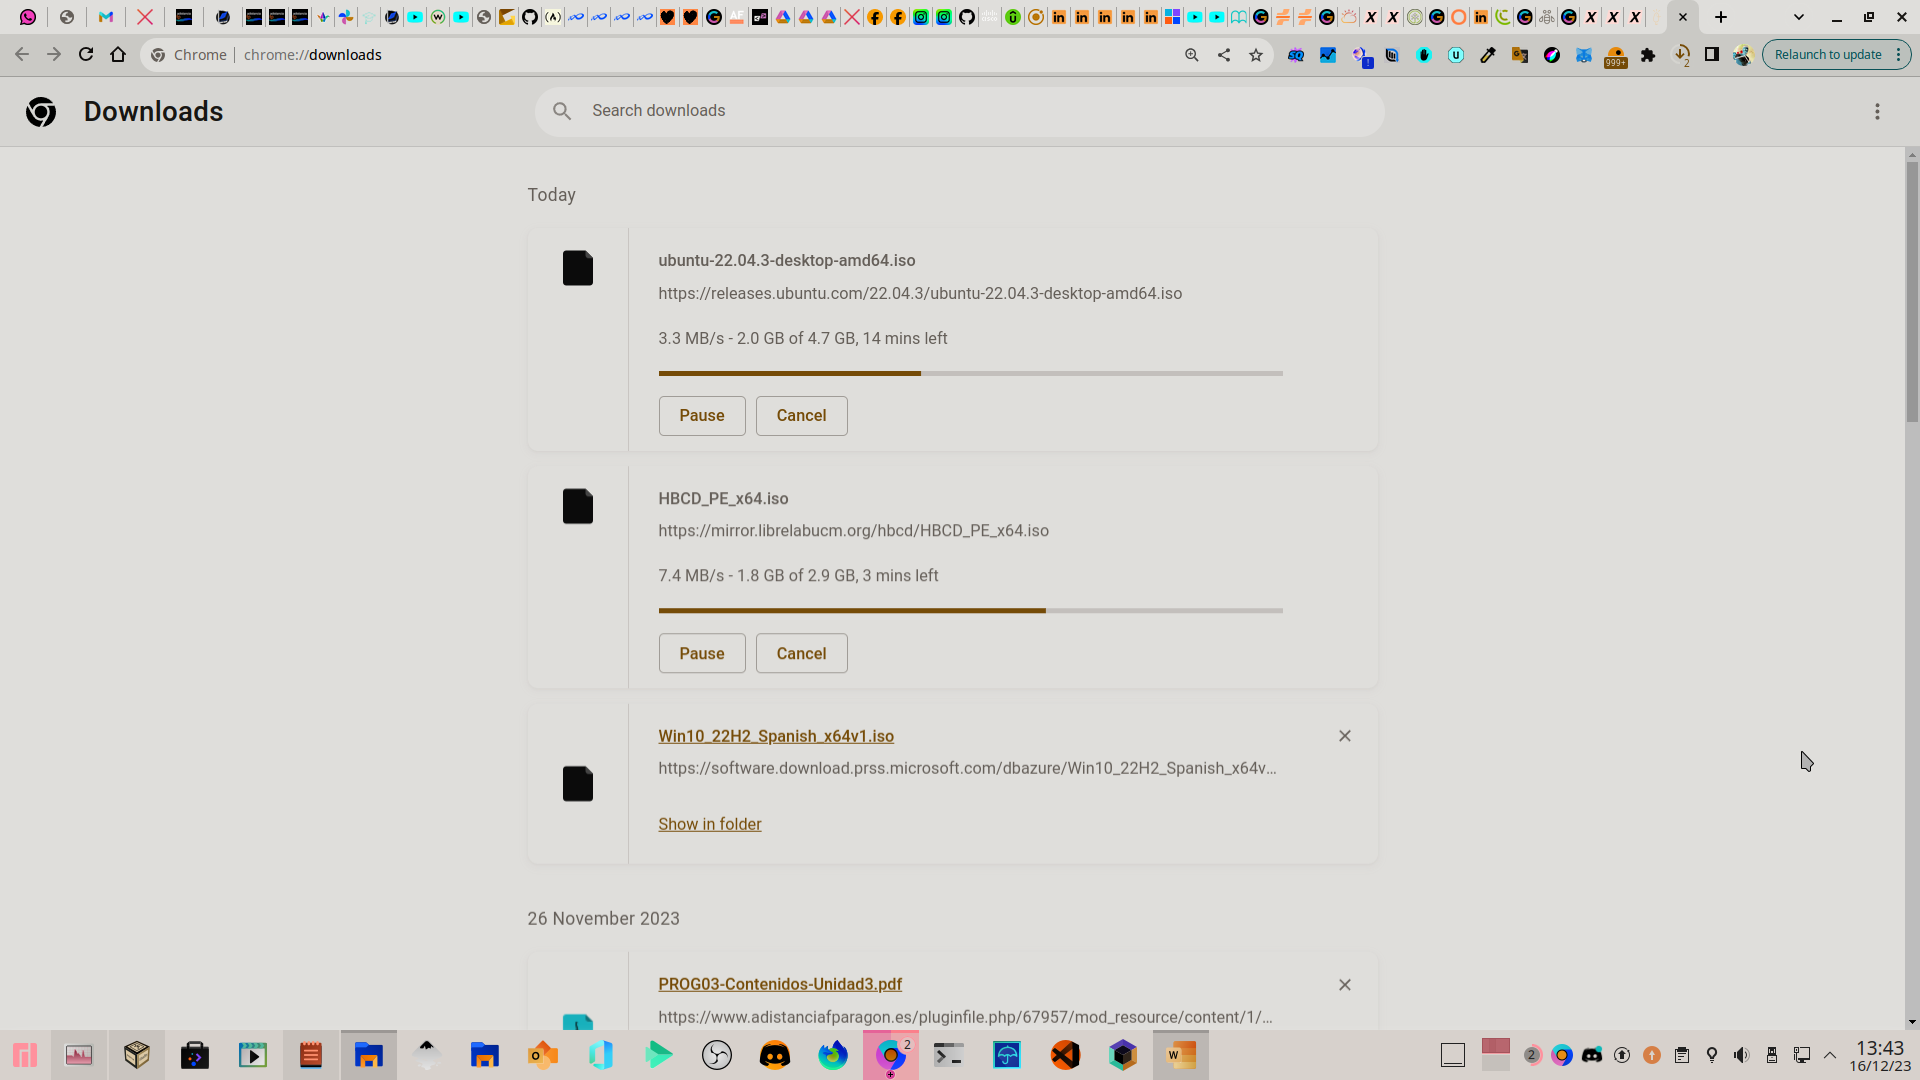 Chrome chrome://downloads
999+
2
Relaunch to update
Downloads
Search downloads
Today
ubuntu-22.04.3-desktop-amd64.iso
https://releases.ubuntu.com/22.04.3/ubuntu-22.04.3-desktop-amd64.iso
3.3 MB/s - 2.0 GB of 4.7 GB, 14 mins left
Pause Cancel
HBCD_PE_x64.iso
https://mirror.librelabucm.org/hbcd/HBCD_PE_x64.iso
7.4 MB/s - 1.8 GB of 2.9 GB, 3 mins left
Pause Cancel
Win10_22H2_Spanish_x64v1.iso
https://software.download.prss.microsoft.com/dbazure/Win10_22H2_Spanish_x64v…
Show in folder
26 November 2023
PROG03-Contenidos-Unidad3.pdf
https://www.adistanciafparagon.es/pluginfile.php/67957/mod_resource/content/1/…
2
2
13:43
16/12/23